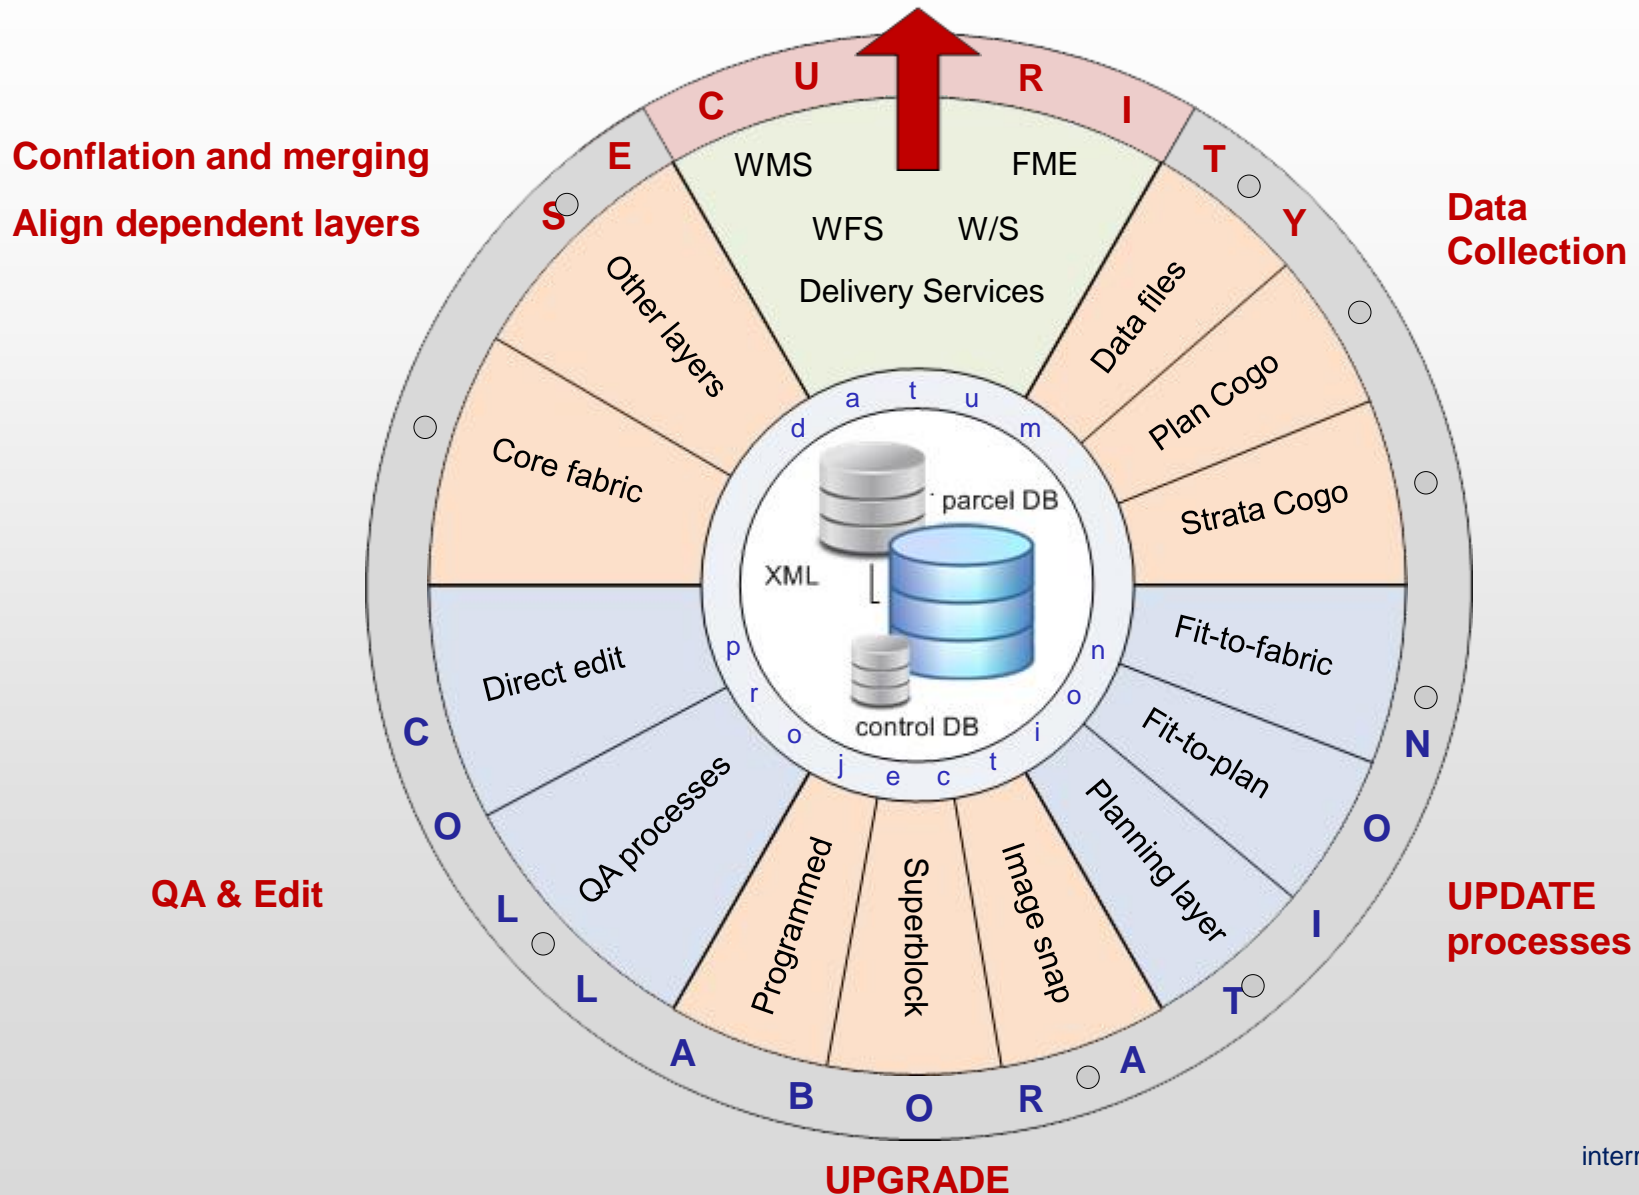 SECURITY
Conflation and merging
Align dependent layers
WMS
FME
WFS
W/S
Delivery Services
Data
Collection
Other layers
Core fabric
Data files
Plan Cogo
Strata Cogo
datum
parcel DB
XML
control DB
projection
Direct edit
QA processes
Programmed
Superblock
Image snap
Planning layer
Fit-to-plan
Fit-to-fabric
QA & Edit
UPDATE
processes
COLLABORATION
UPGRADE